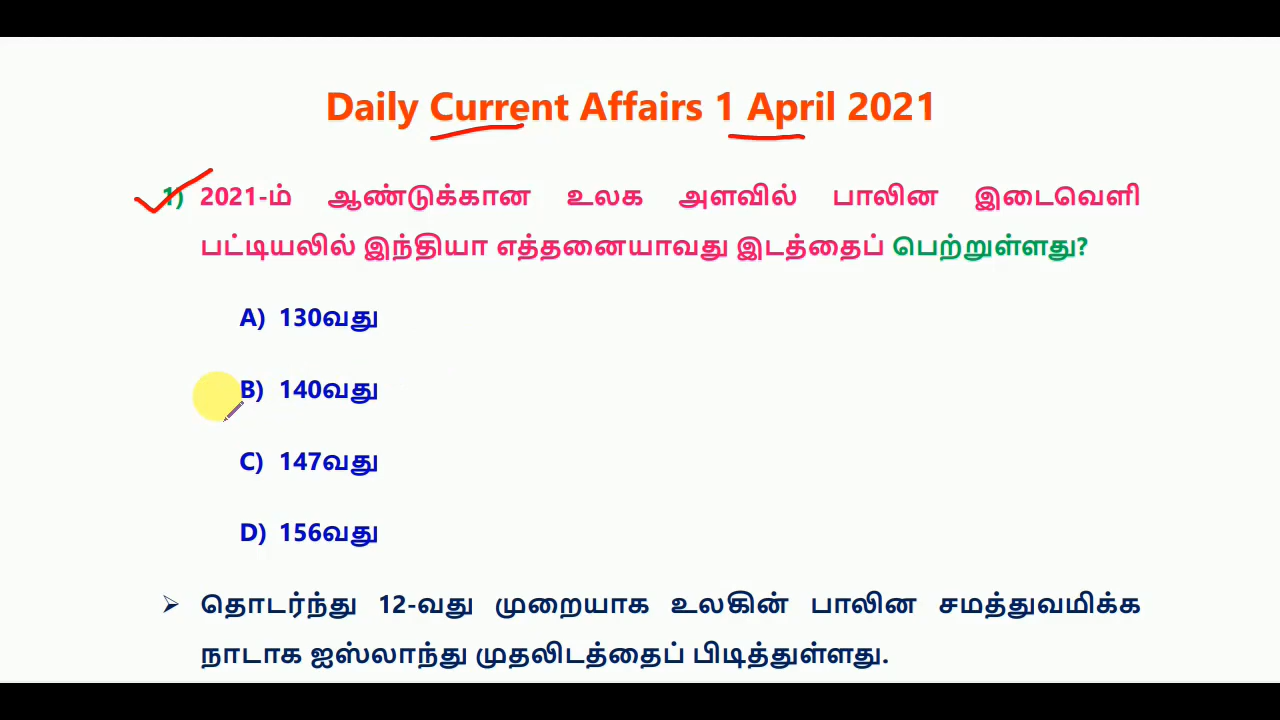 Daily Current Affairs 1 April 2021
1) 2021-ம் ஆண்டுக்கான உலக அளவில் பாலின இடைவெளி
பட்டியலில் இந்தியா எத்தனையாவது இடத்தைப் பெற்றுள்ளது?
A) 130வது
B) 140வது
C) 147வது
D) 156வது
➢ தொடர்ந்து 12-வது முறையாக உலகின் பாலின சமத்துவமிக்க
நாடாக ஐஸ்லாந்து முதலிடத்தைப் பிடித்துள்ளது.